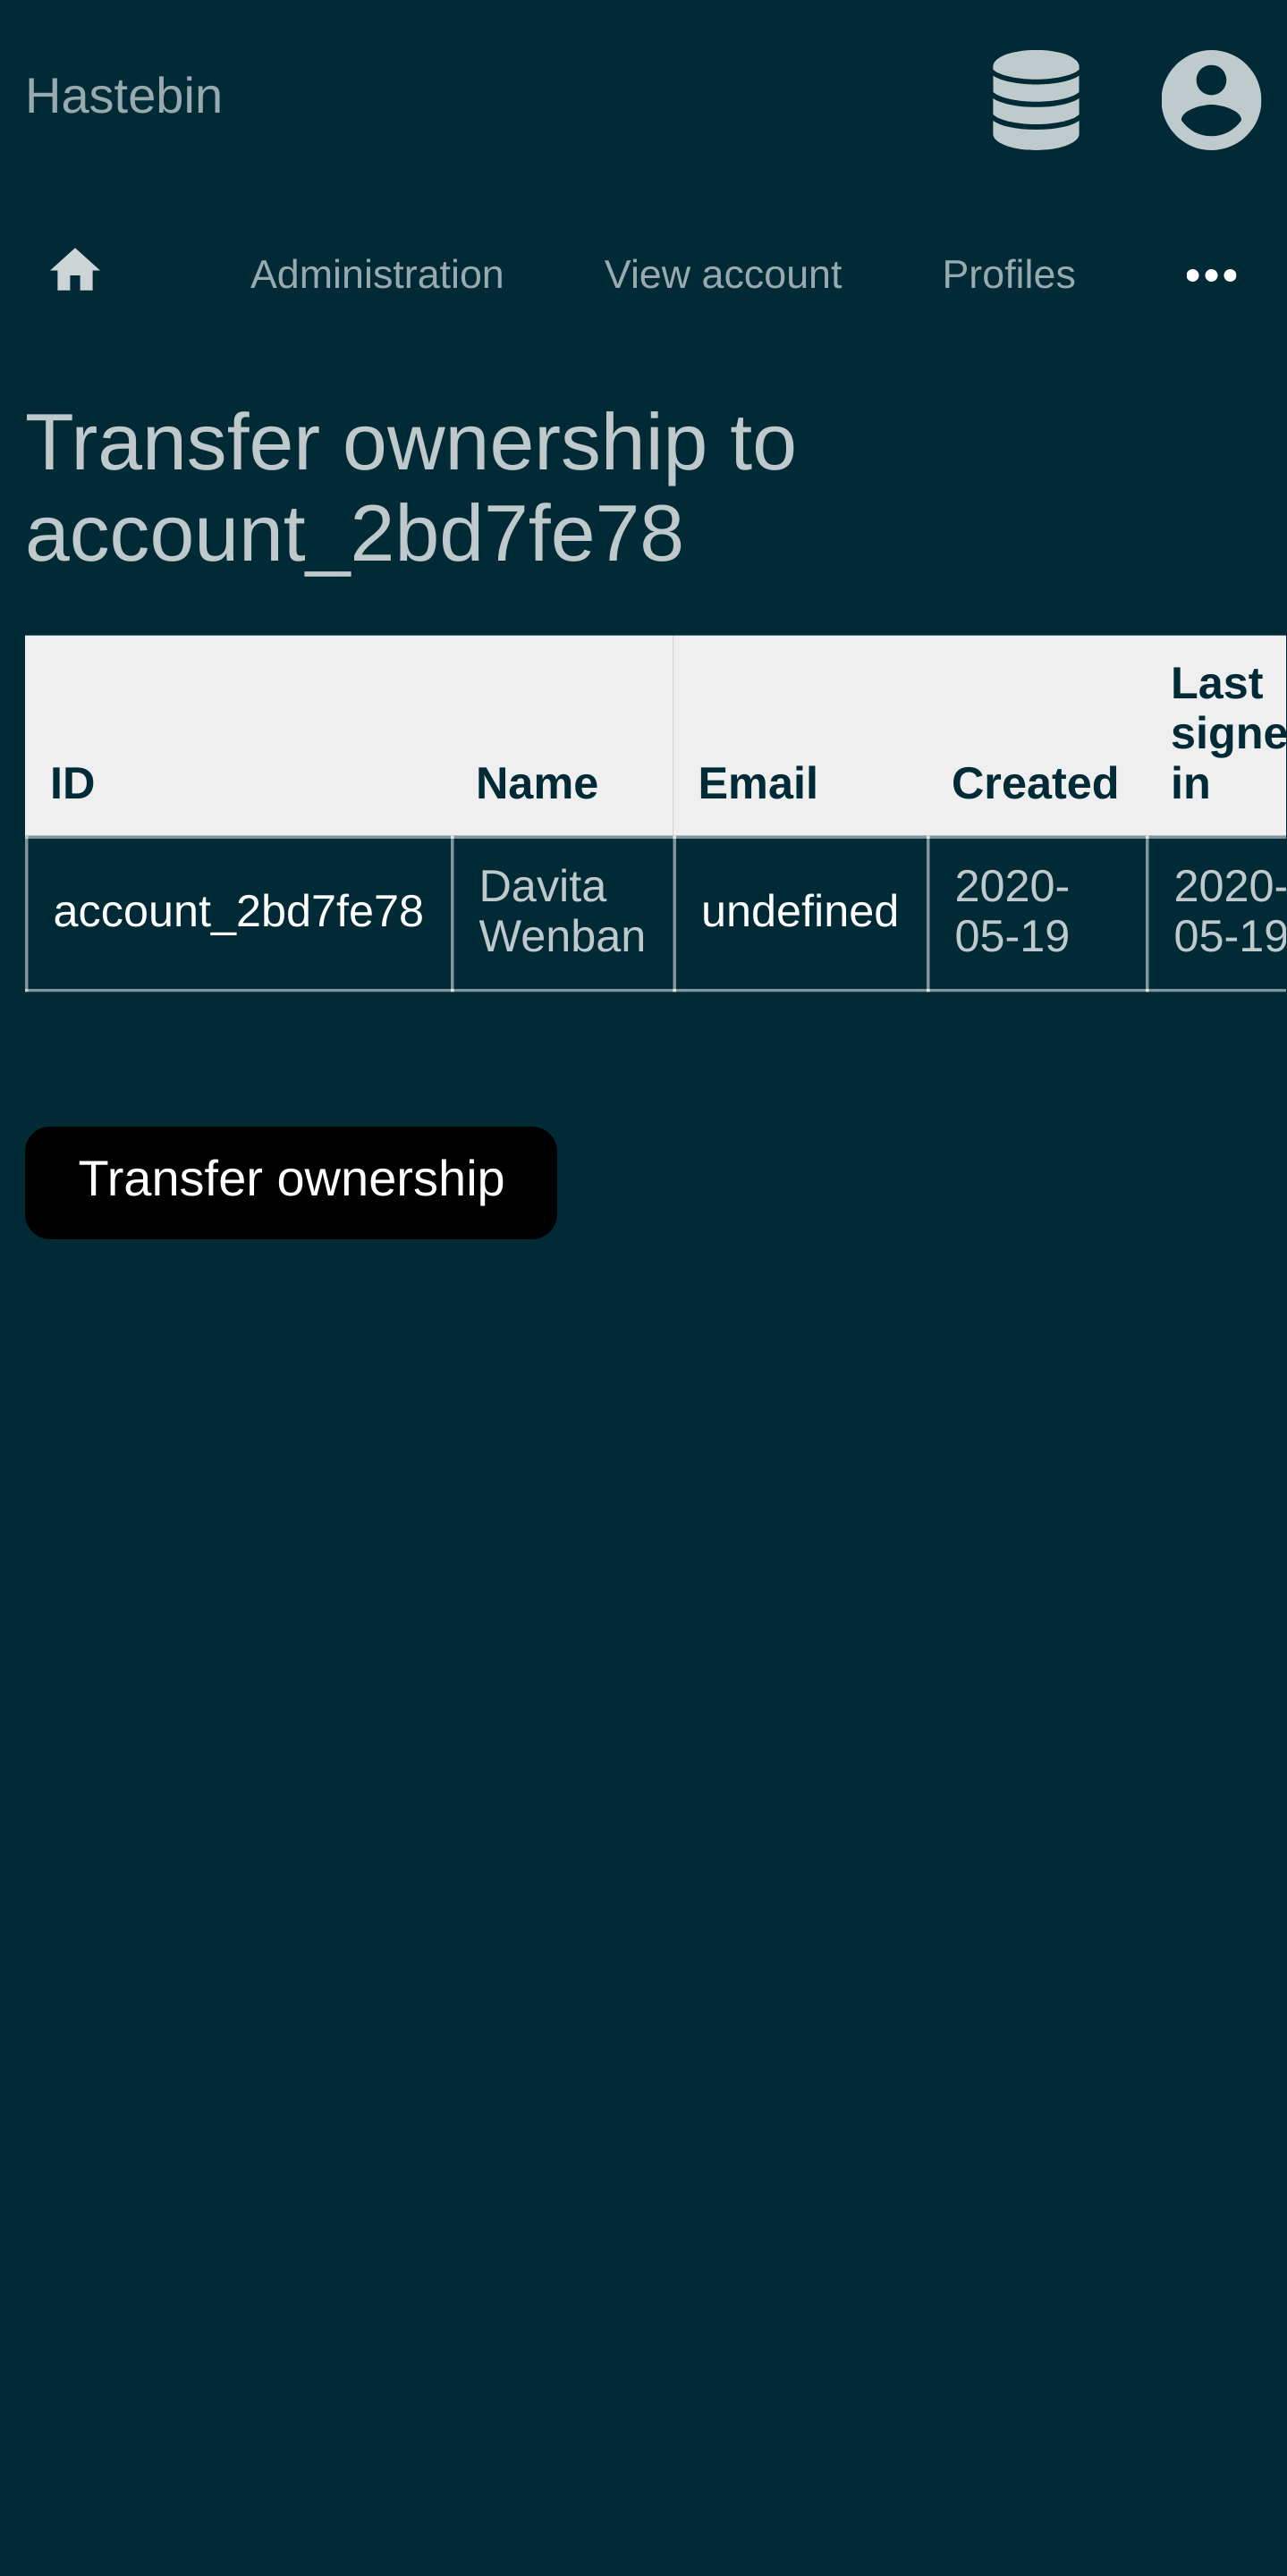 Hastebin
Administration View account Profiles
Transfer ownership to
account_2bd7fe78
ID Name Email Created Last signe in
account_2bd7fe78 Davita Wenban undefined 2020-05-19 2020-05-19
Transfer ownership